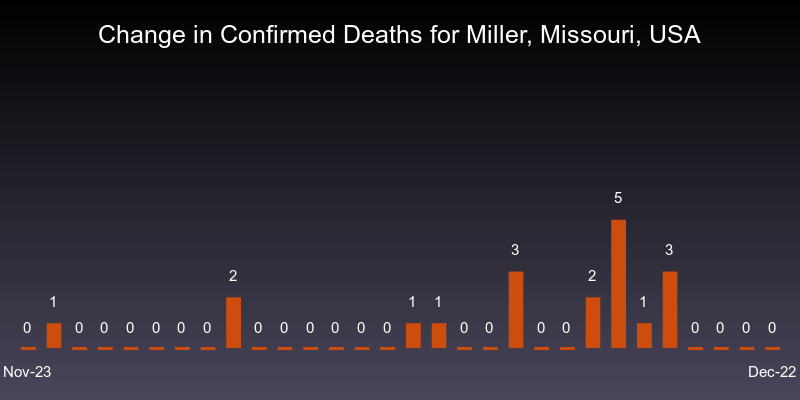 Change in Confirmed Deaths for Miller, Missouri, USA
5
3 3
2 2
1 1 1 1
0 0 0 0 0 0 0 0 0 0 0 0 0 0 0 0 0 0 0 0 0
Nov-23 Dec-22